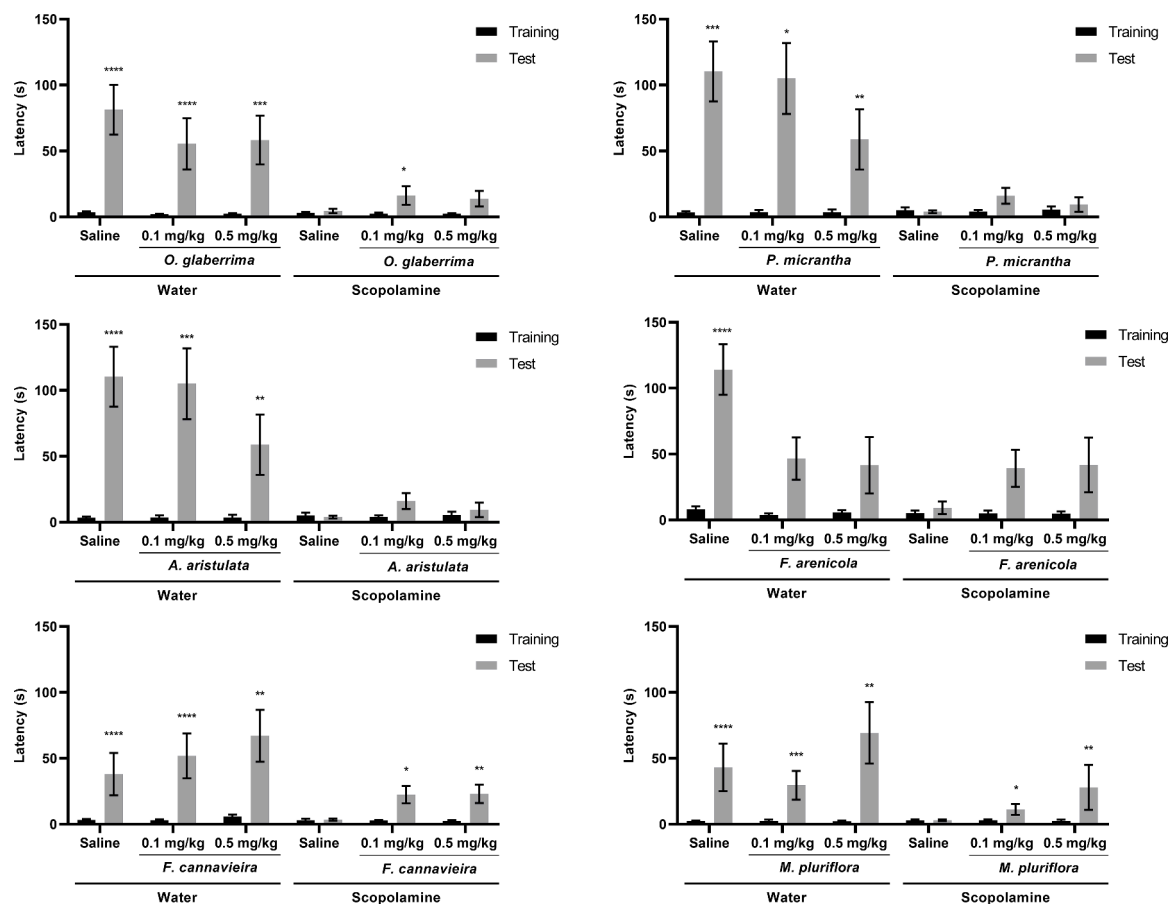 150
100
50
0
Latency (s)
Training
Test
****
****
***
*
Saline 0.1 mg/kg 0.5 mg/kg Saline 0.1 mg/kg 0.5 mg/kg
O. glaberrima O. glaberrima
Water Scopolamine
150
100
50
0
Latency (s)
Training
Test
***
*
**
Saline 0.1 mg/kg 0.5 mg/kg Saline 0.1 mg/kg 0.5 mg/kg
P. micrantha P. micrantha
Water Scopolamine
150
100
50
0
Latency (s)
Training
Test
****
***
**
Saline 0.1 mg/kg 0.5 mg/kg Saline 0.1 mg/kg 0.5 mg/kg
A. aristulata A. aristulata
Water Scopolamine
150
100
50
0
Latency (s)
Training
Test
****
Saline 0.1 mg/kg 0.5 mg/kg Saline 0.1 mg/kg 0.5 mg/kg
F. arenicola F. arenicola
Water Scopolamine
150
100
50
0
Latency (s)
Training
Test
****
****
**
*
**
Saline 0.1 mg/kg 0.5 mg/kg Saline 0.1 mg/kg 0.5 mg/kg
F. cannavieira F. cannavieira
Water Scopolamine
150
100
50
0
Latency (s)
Training
Test
****
***
**
*
**
Saline 0.1 mg/kg 0.5 mg/kg Saline 0.1 mg/kg 0.5 mg/kg
M. pluriflora M. pluriflora
Water Scopolamine